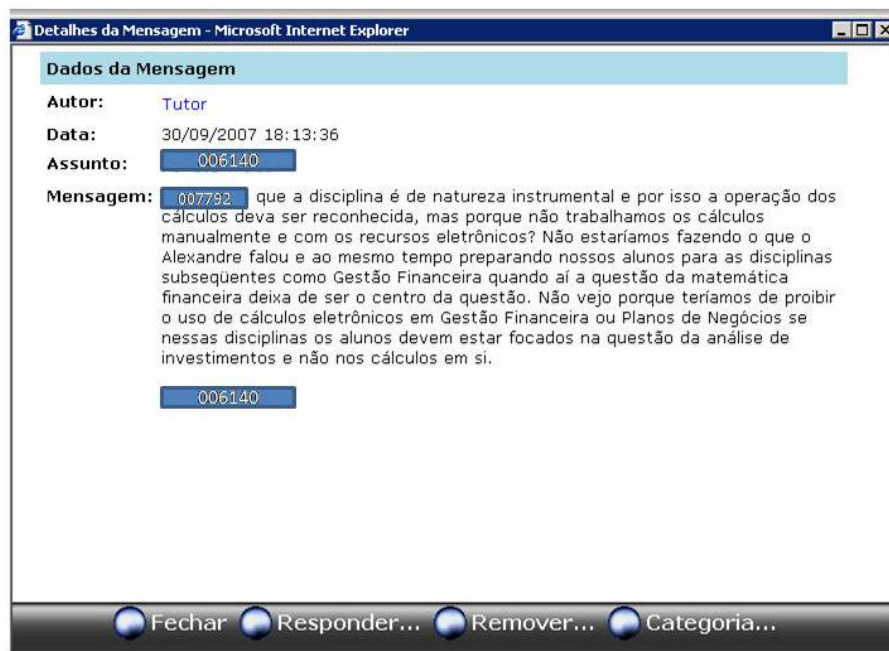 Detalhes da Mensagem - Microsoft Internet Explorer
Dados da Mensagem
Autor: Tutor
Data: 30/09/2007 18:13:36
Assunto: 006140
Mensagem: 007792 que a disciplina é de natureza instrumental e por isso a operação dos
cálculos deva ser reconhecida, mas porque não trabalhamos os cálculos
manualmente e com os recursos eletrônicos? Não estaríamos fazendo o que o
Alexandre falou e ao mesmo tempo preparando nossos alunos para as disciplinas
subseqüentes como Gestão Financeira quando aí a questão da matemática
financeira deixa de ser o centro da questão. Não vejo porque teríamos de proibir
o uso de cálculos eletrônicos em Gestão Financeira ou Planos de Negócios se
nessas disciplinas os alunos devem estar focados na questão da análise de
investimentos e não nos cálculos em si.
006140
Fechar Responder... Remover... Categoria...